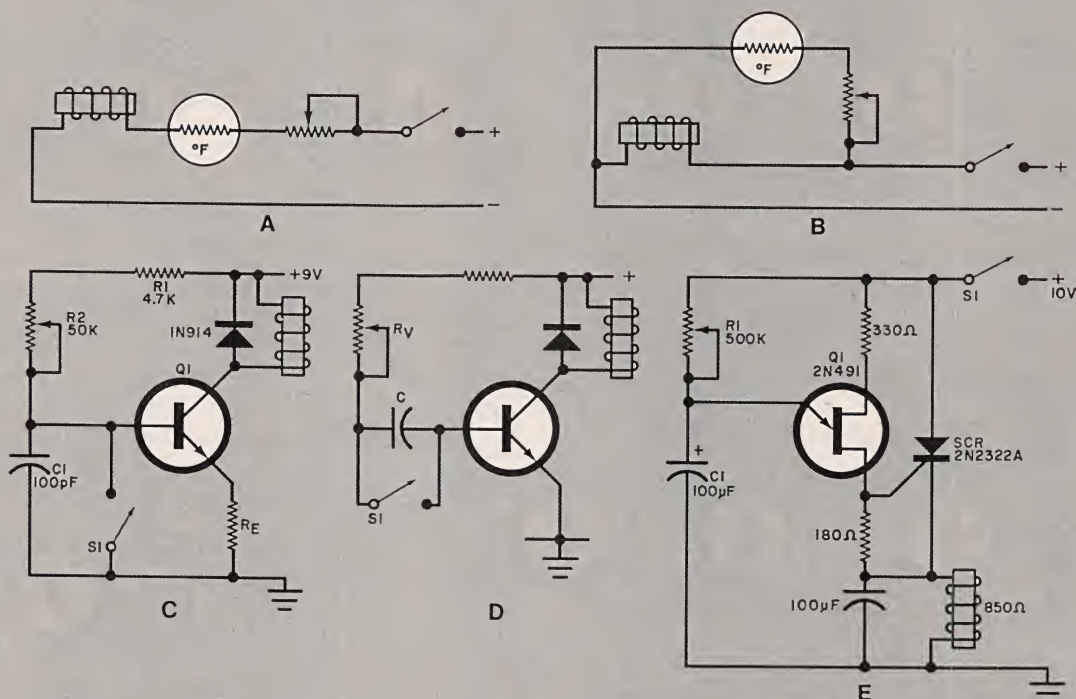 °F
+
−
A
°F
+
−
B
R1
4.7K
+9V
R2
50K
1N914
Q1
C1
100pF
S1
RE
C
+
RV
C
S1
D
S1
+
10V
R1
500K
330Ω
Q1
2N491
SCR
2N2322A
+
C1
100µF
180Ω
100µF
850Ω
E